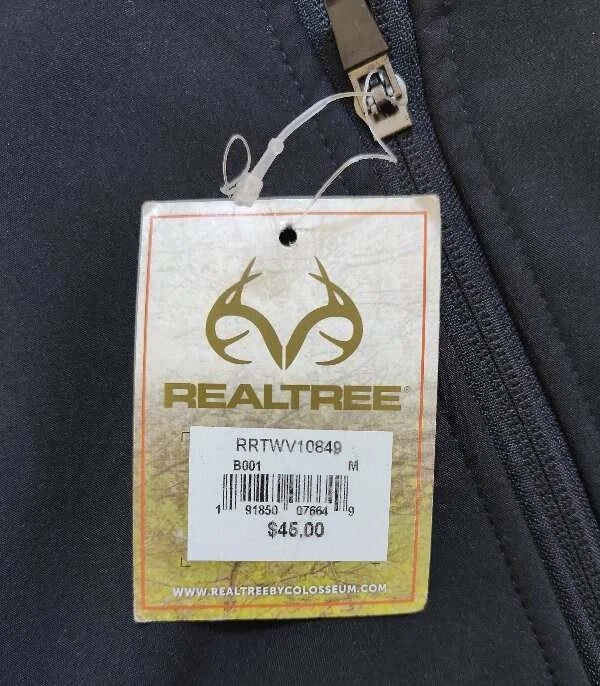 REALTREE®
RRTWV10849
B001 M
1 91850 07664 9
$45.00
WWW.REALTREEBYCOLOSSEUM.COM